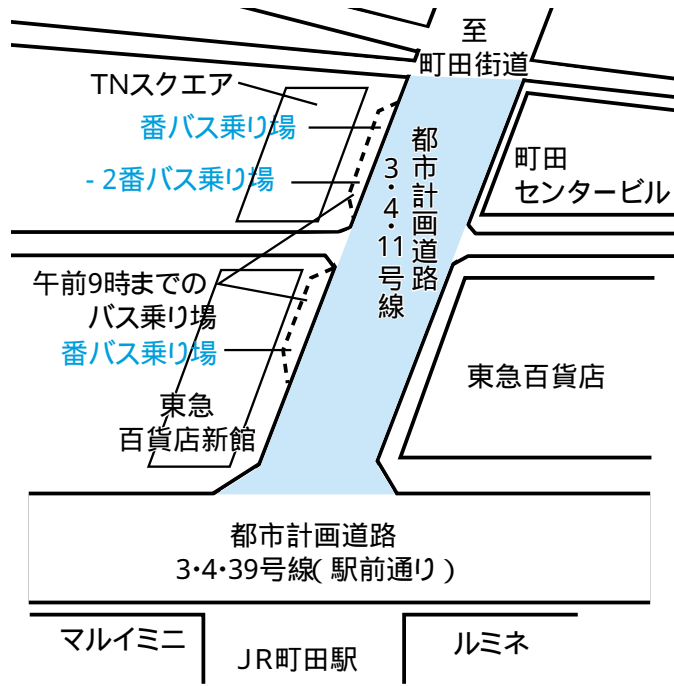 至
町田街道
TNスクエア
番バス乗り場
- 2番バス乗り場
都市計画道路
3・4・11号線
町田
センタービル
午前9時までの
バス乗り場
番バス乗り場
東急百貨店
東急
百貨店新館
都市計画道路
3・4・39号線(駅前通り)
マルイミニ
JR町田駅
ルミネ